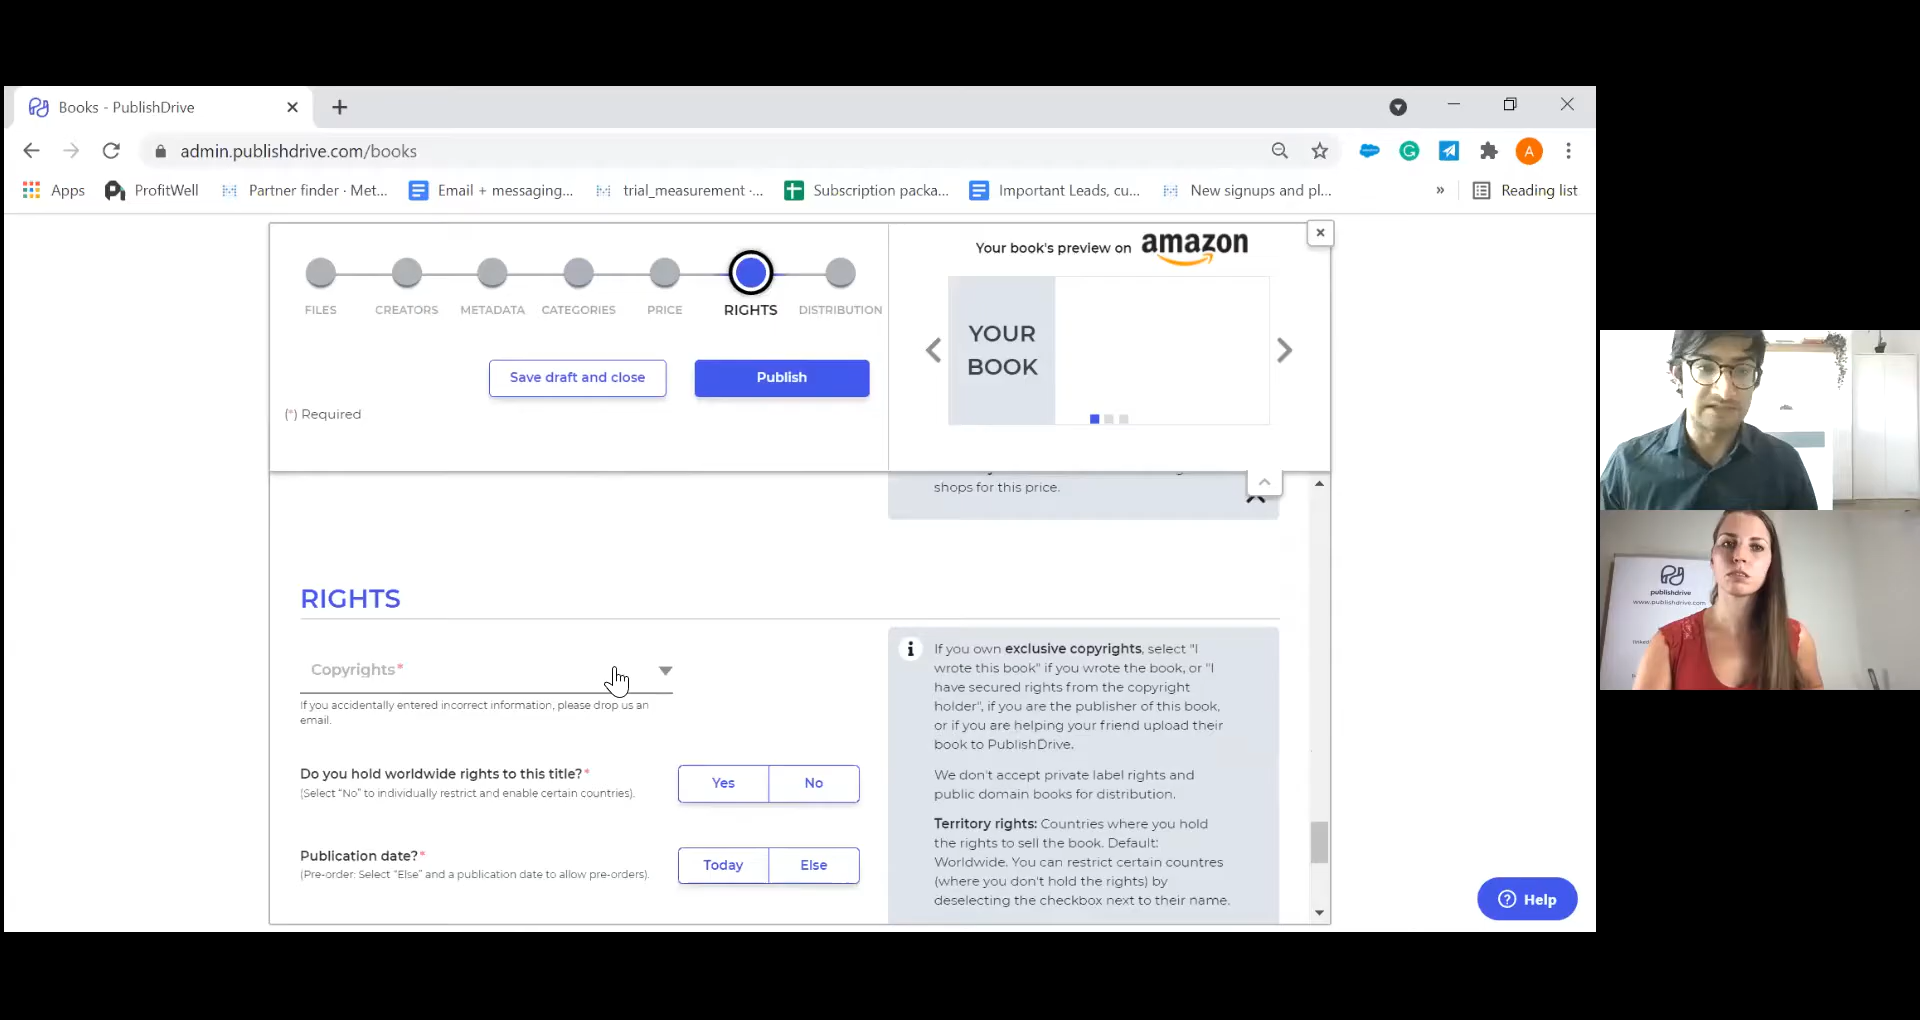 Books - PublishDrive
admin.publishdrive.com/books
A
Apps
ProfitWell
Partner finder · Met...
Email + messaging...
trial_measurement ·...
Subscription packa...
Important Leads, cu...
New signups and pl...
»
Reading list
FILES
CREATORS
METADATA
CATEGORIES
PRICE
RIGHTS
DISTRIBUTION
Save draft and close
Publish
(*) Required
Your book's preview on amazon
YOUR
BOOK
shops for this price.
RIGHTS
Copyrights*
If you accidentally entered incorrect information, please drop us an
email.
Do you hold worldwide rights to this title?*
(Select "No" to individually restrict and enable certain countries).
Yes
No
Publication date?*
(Pre-order: Select "Else" and a publication date to allow pre-orders).
Today
Else
If you own exclusive copyrights, select "I
wrote this book" if you wrote the book, or "I
have secured rights from the copyright
holder", if you are the publisher of this book,
or if you are helping your friend upload their
book to PublishDrive.
We don't accept private label rights and
public domain books for distribution.
Territory rights: Countries where you hold
the rights to sell the book. Default:
Worldwide. You can restrict certain countres
(where you don't hold the rights) by
deselecting the checkbox next to their name.
Help
publishdrive
www.publishdrive.com